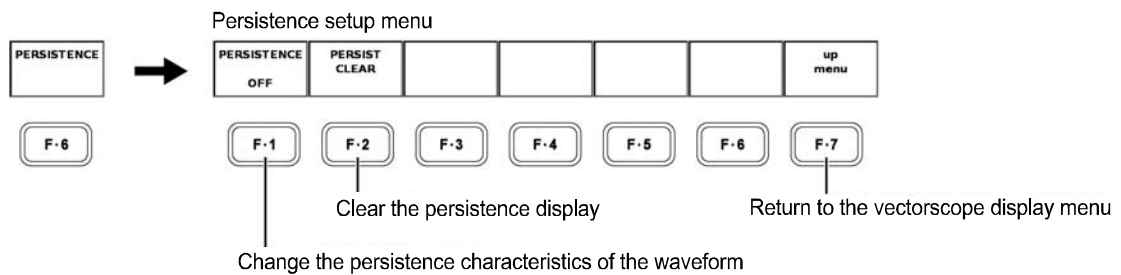 Persistence setup menu
PERSISTENCE
PERSISTENCE
OFF
PERSIST
CLEAR
up
menu
F·6
F·1
F·2
F·3
F·4
F·5
F·6
F·7
Clear the persistence display
Return to the vectorscope display menu
Change the persistence characteristics of the waveform